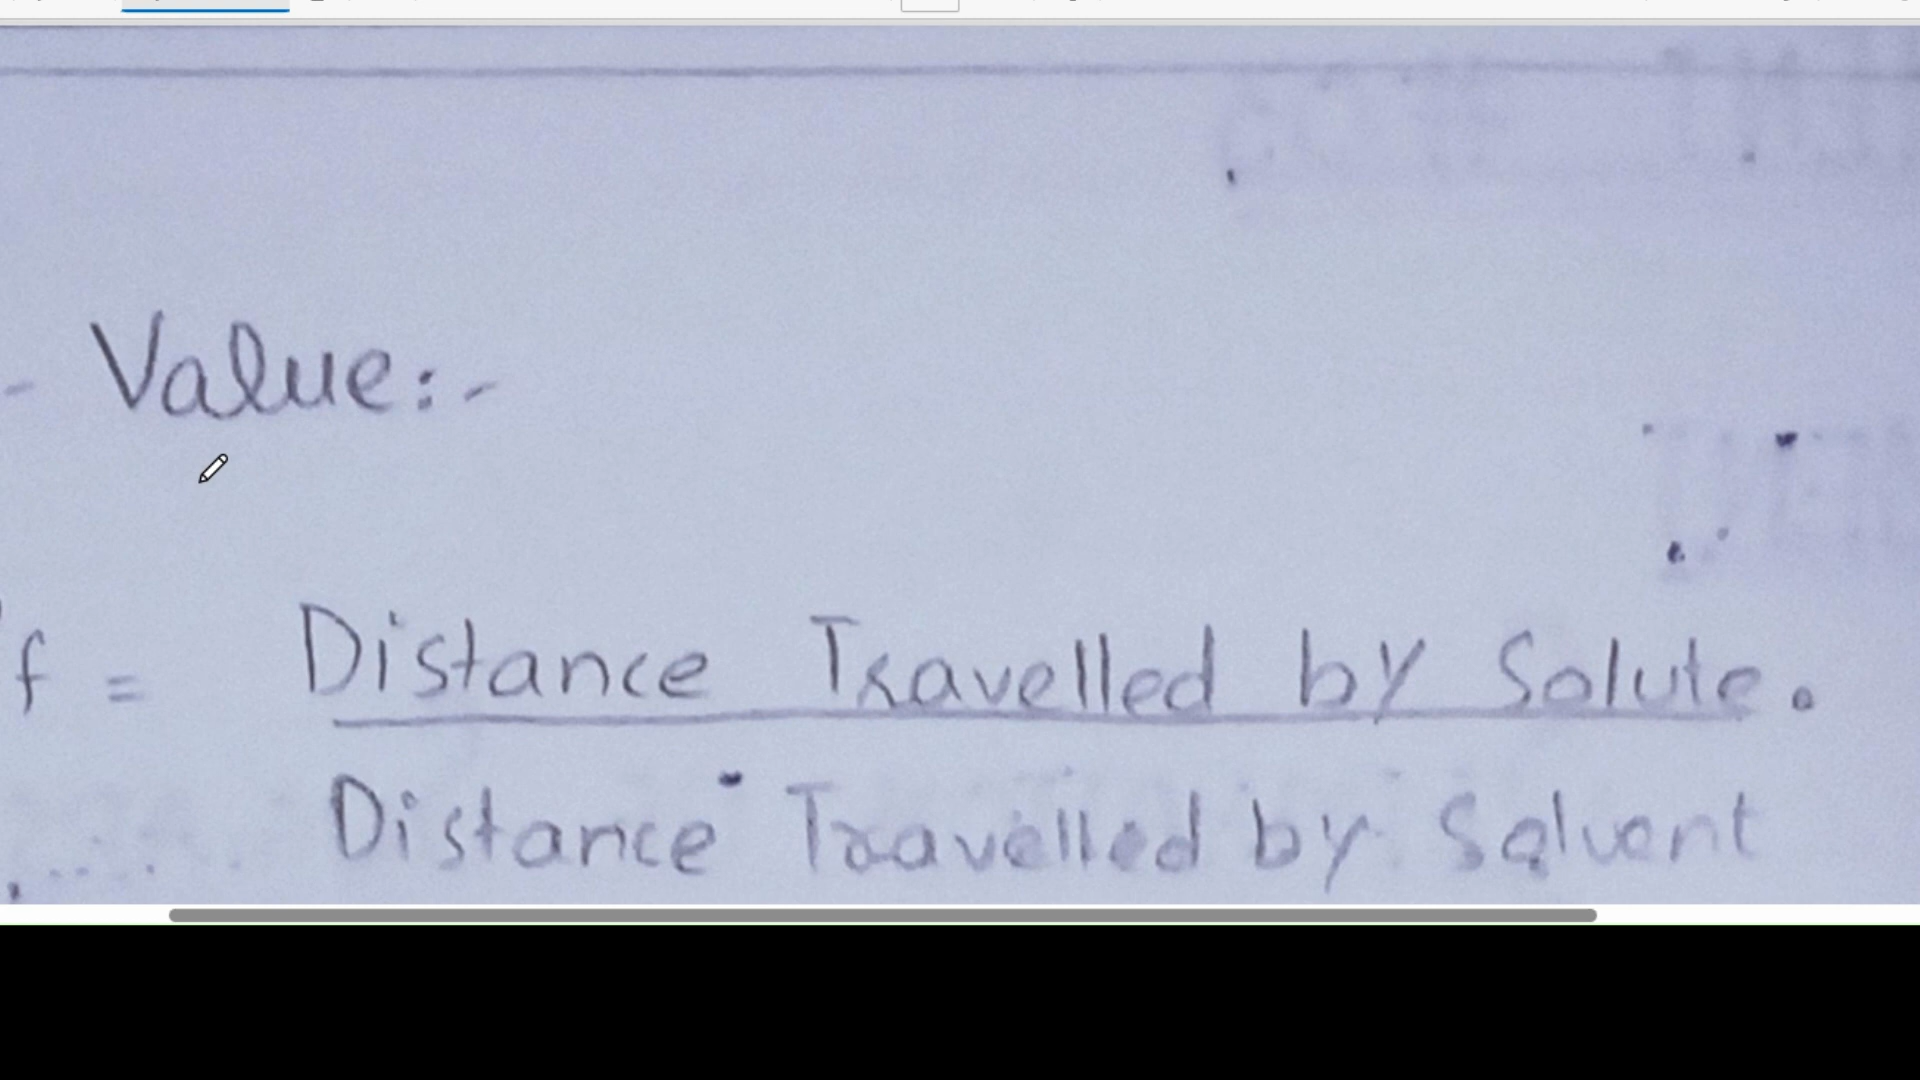 - Value:-
f = Distance Travelled by Solute.
Distance Travelled by Solvent